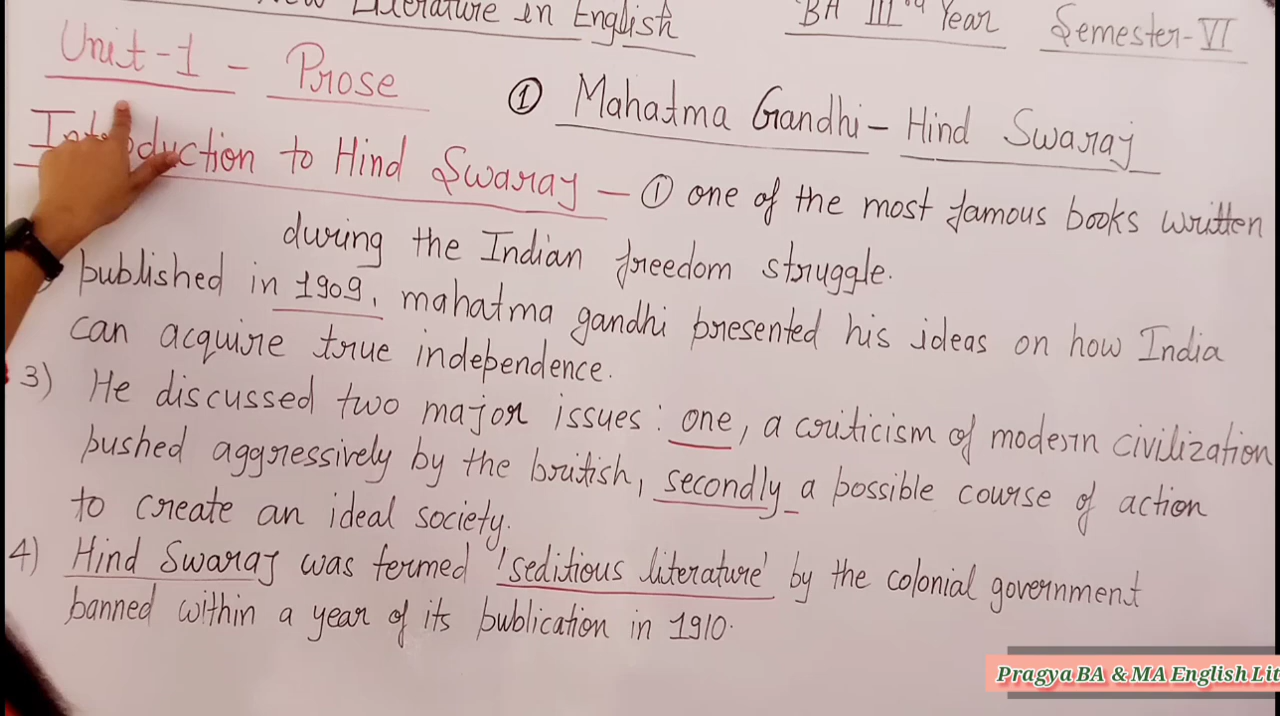 New Literature in English BA IIIrd Year Semester-VI
Unit-1 - Prose ① Mahatma Gandhi - Hind Swaraj
Introduction to Hind Swaraj - ① one of the most famous books written
during the Indian freedom struggle.
published in 1909, mahatma gandhi presented his ideas on how India
can acquire true independence.
3) He discussed two major issues: one, a criticism of modern civilization
pushed aggressively by the british, secondly a possible course of action
to create an ideal society.
4) Hind Swaraj was termed 'seditious literature' by the colonial government
banned within a year of its publication in 1910.
Pragya BA & MA English Lit